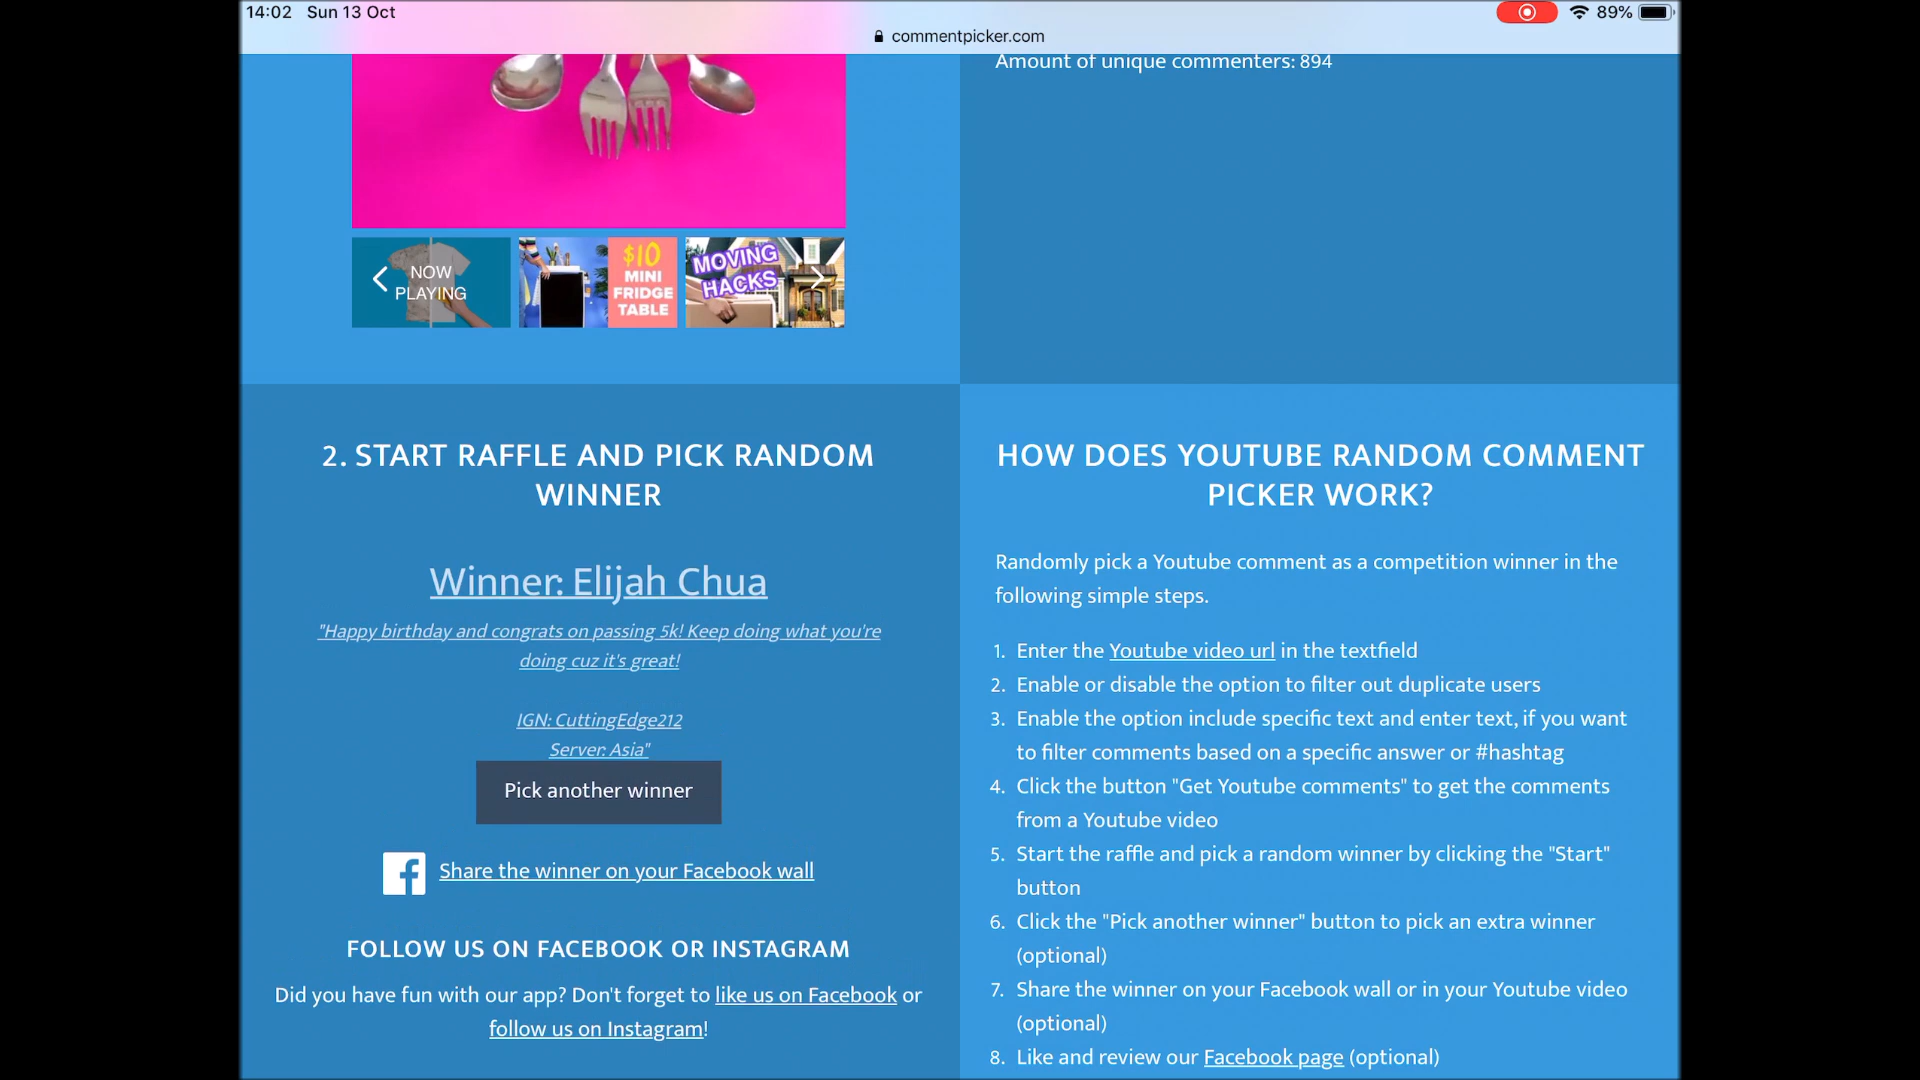 14:02 Sun 13 Oct
89%
commentpicker.com
Amount of unique commenters: 894
NOW
PLAYING
$10
MINI
FRIDGE
TABLE
MOVING
HACKS
2. START RAFFLE AND PICK RANDOM
WINNER
Winner: Elijah Chua
"Happy birthday and congrats on passing 5k! Keep doing what you're
doing cuz it's great!
IGN: CuttingEdge212
Server: Asia"
Pick another winner
Share the winner on your Facebook wall
FOLLOW US ON FACEBOOK OR INSTAGRAM
Did you have fun with our app? Don't forget to like us on Facebook or
follow us on Instagram!
HOW DOES YOUTUBE RANDOM COMMENT
PICKER WORK?
Randomly pick a Youtube comment as a competition winner in the
following simple steps.
1. Enter the Youtube video url in the textfield
2. Enable or disable the option to filter out duplicate users
3. Enable the option include specific text and enter text, if you want
to filter comments based on a specific answer or #hashtag
4. Click the button "Get Youtube comments" to get the comments
from a Youtube video
5. Start the raffle and pick a random winner by clicking the "Start"
button
6. Click the "Pick another winner" button to pick an extra winner
(optional)
7. Share the winner on your Facebook wall or in your Youtube video
(optional)
8. Like and review our Facebook page (optional)